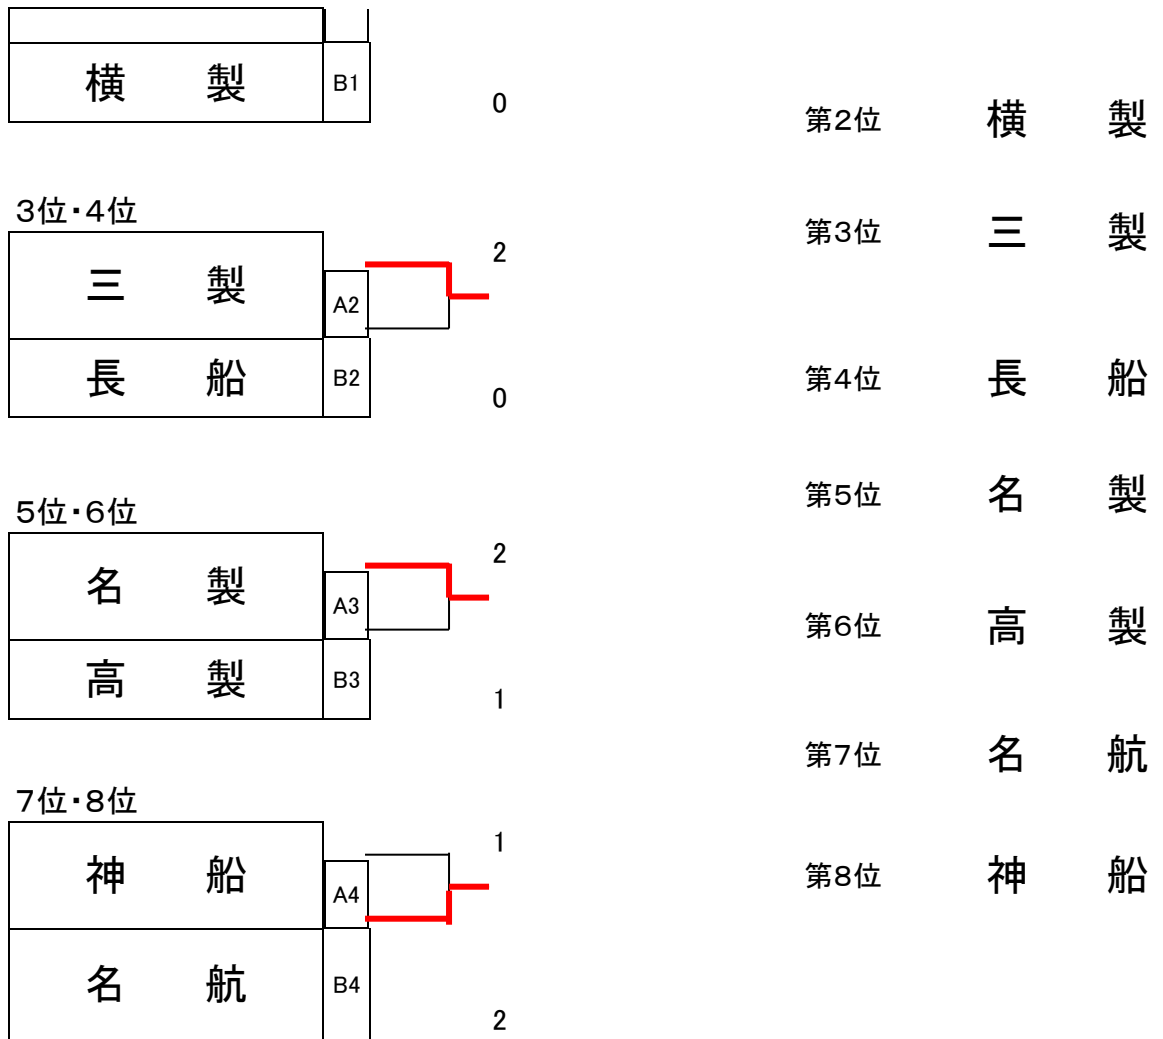 横 製 B1
0
第2位 横 製
3位・4位
三 製 A2
2
第3位 三 製
長 船 B2
0
第4位 長 船
5位・6位
名 製 A3
2
第5位 名 製
高 製 B3
1
第6位 高 製
7位・8位
神 船 A4
1
第7位 名 航
名 航 B4
2
第8位 神 船